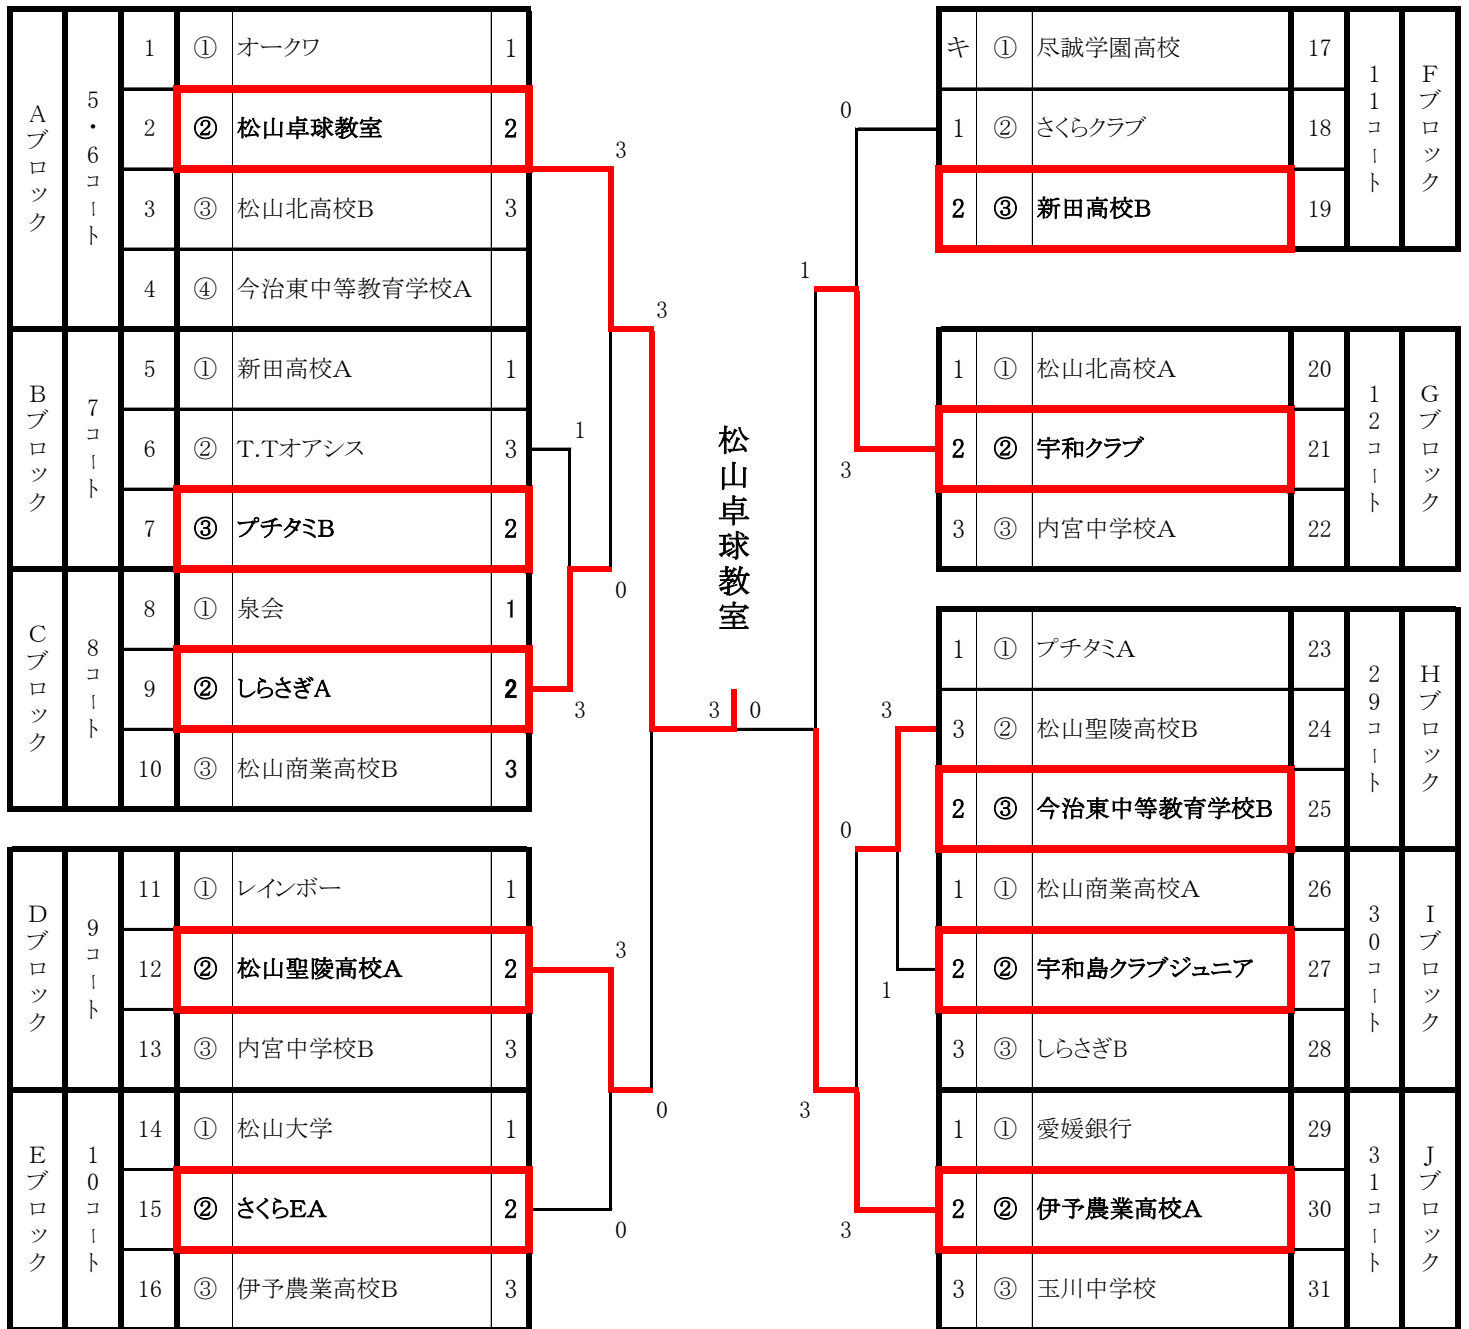 Aブロック
5・6コート
1 ① オークワ 1
2 ② 松山卓球教室 2
3 ③ 松山北高校B 3
4 ④ 今治東中等教育学校A
Bブロック
7コート
5 ① 新田高校A 1
6 ② T.Tオアシス 3
7 ③ プチタミB 2
Cブロック
8コート
8 ① 泉会 1
9 ② しらさぎA 2
10 ③ 松山商業高校B 3
Dブロック
9コート
11 ① レインボー 1
12 ② 松山聖陵高校A 2
13 ③ 内宮中学校B 3
Eブロック
10コート
14 ① 松山大学 1
15 ② さくらEA 2
16 ③ 伊予農業高校B 3
3
3
1
0
3
3
0
0
松山卓球教室
3 0
0
1
3
3
0
1
3
3
キ ① 尽誠学園高校 17
1 ② さくらクラブ 18
2 ③ 新田高校B 19
11コート
Fブロック
1 ① 松山北高校A 20
2 ② 宇和クラブ 21
3 ③ 内宮中学校A 22
12コート
Gブロック
1 ① プチタミA 23
3 ② 松山聖陵高校B 24
2 ③ 今治東中等教育学校B 25
29コート
Hブロック
1 ① 松山商業高校A 26
2 ② 宇和島クラブジュニア 27
3 ③ しらさぎB 28
30コート
Iブロック
1 ① 愛媛銀行 29
2 ② 伊予農業高校A 30
3 ③ 玉川中学校 31
31コート
Jブロック